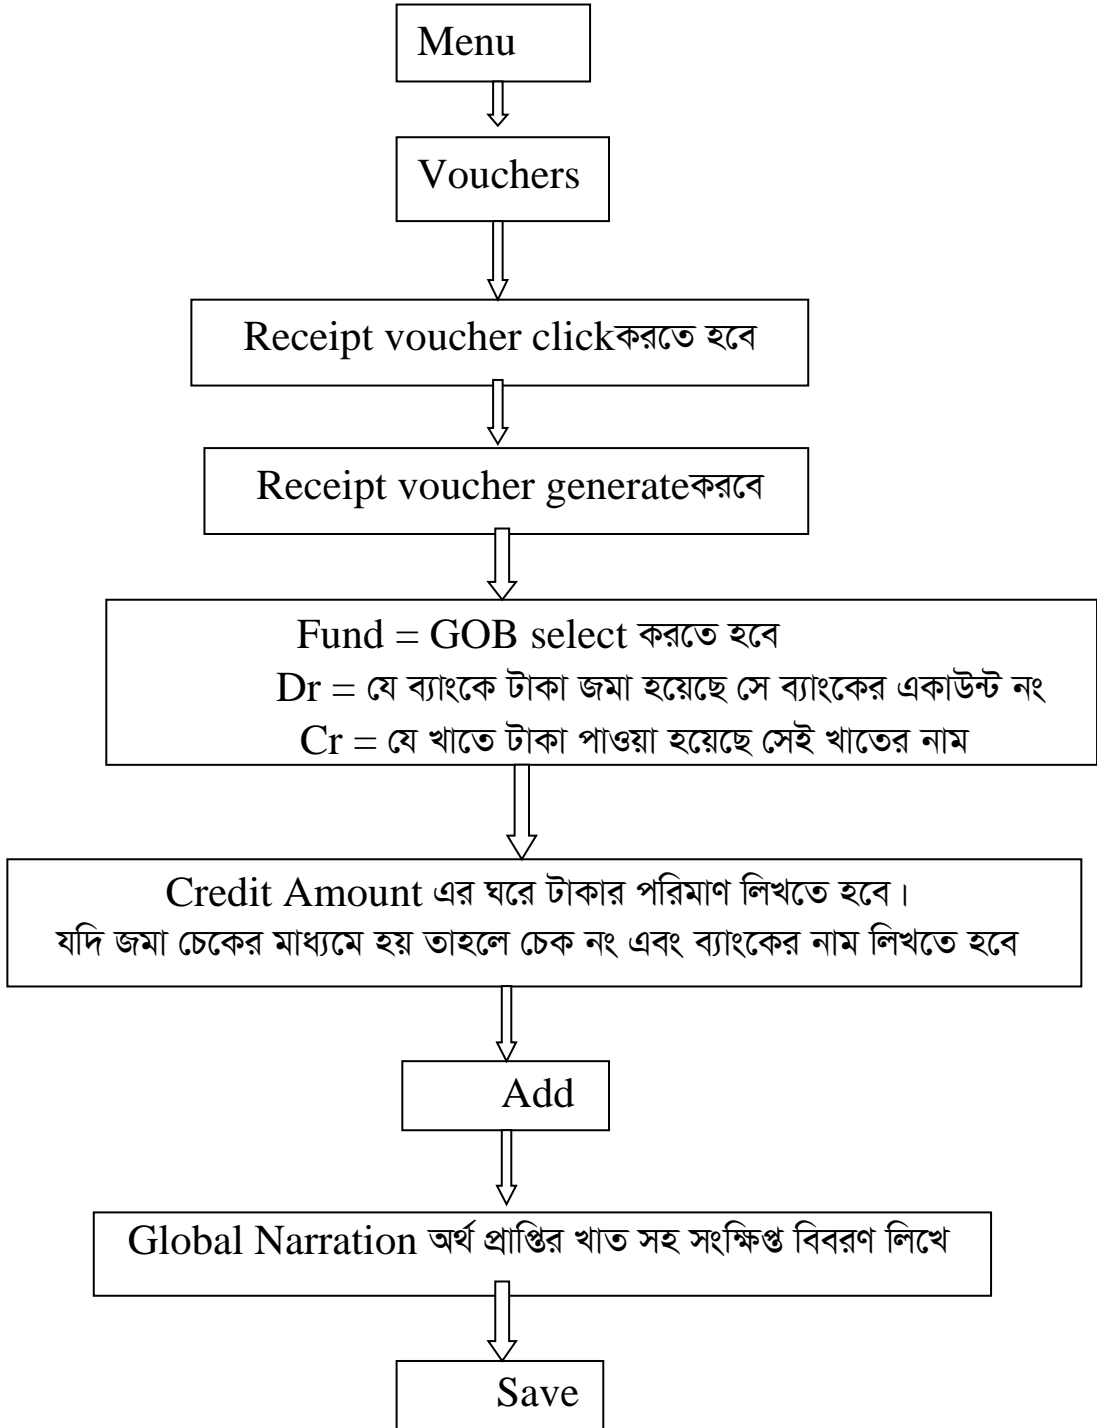 Menu
Vouchers
Receipt voucher clickকরতে হবে
Receipt voucher generateকরবে
Fund = GOB select করতে হবে
Dr = যে ব্যাংকে টাকা জমা হয়েছে সে ব্যাংকের একাউন্ট নং
Cr = যে খাতে টাকা পাওয়া হয়েছে সেই খাতের নাম
Credit Amount এর ঘরে টাকার পরিমাণ লিখতে হবে।
যদি জমা চেকের মাধ্যমে হয় তাহলে চেক নং এবং ব্যাংকের নাম লিখতে হবে
Add
Global Narration অর্থ প্রাপ্তির খাত সহ সংক্ষিপ্ত বিবরণ লিখে
Save